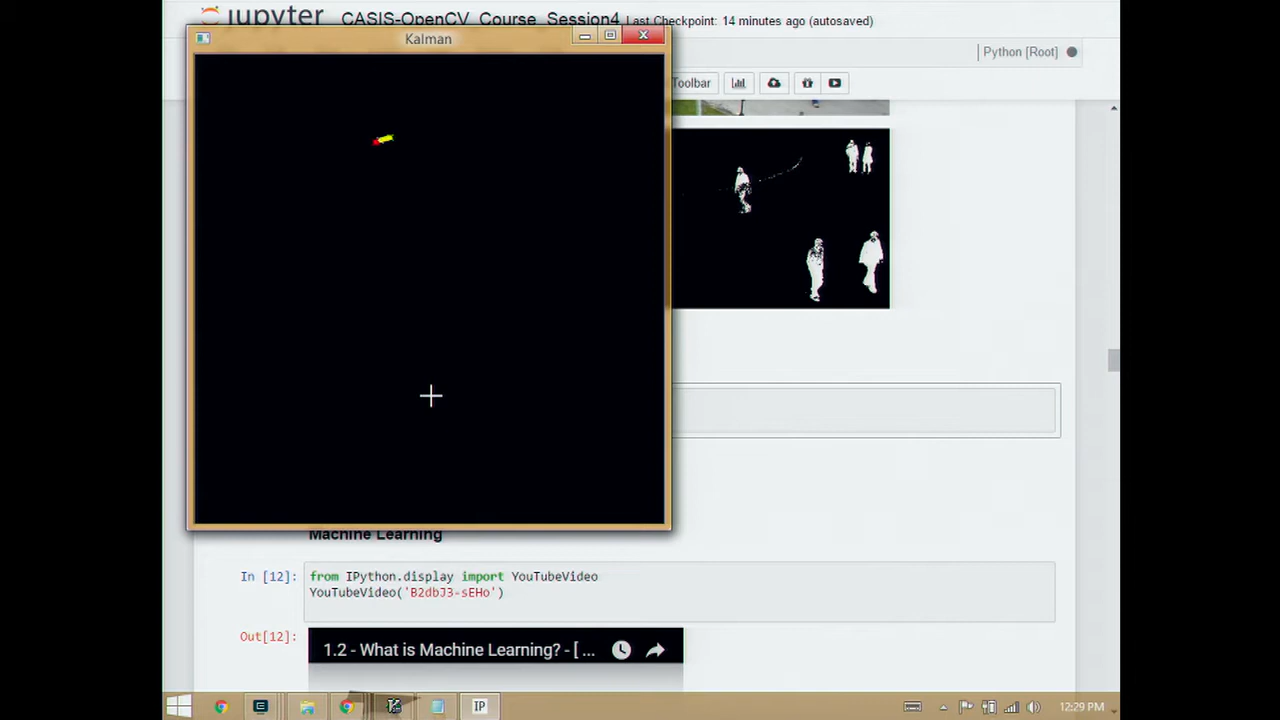 jupyter CASIS-OpenCV_Course_Session4 Last Checkpoint: 14 minutes ago (autosaved)
Kalman
Python [Root]
Toolbar
Machine Learning
In [12]: from IPython.display import YouTubeVideo
YouTubeVideo('B2dbJ3-sEHo')
Out[12]:
1.2 - What is Machine Learning? - [ ...
IP
12:29 PM